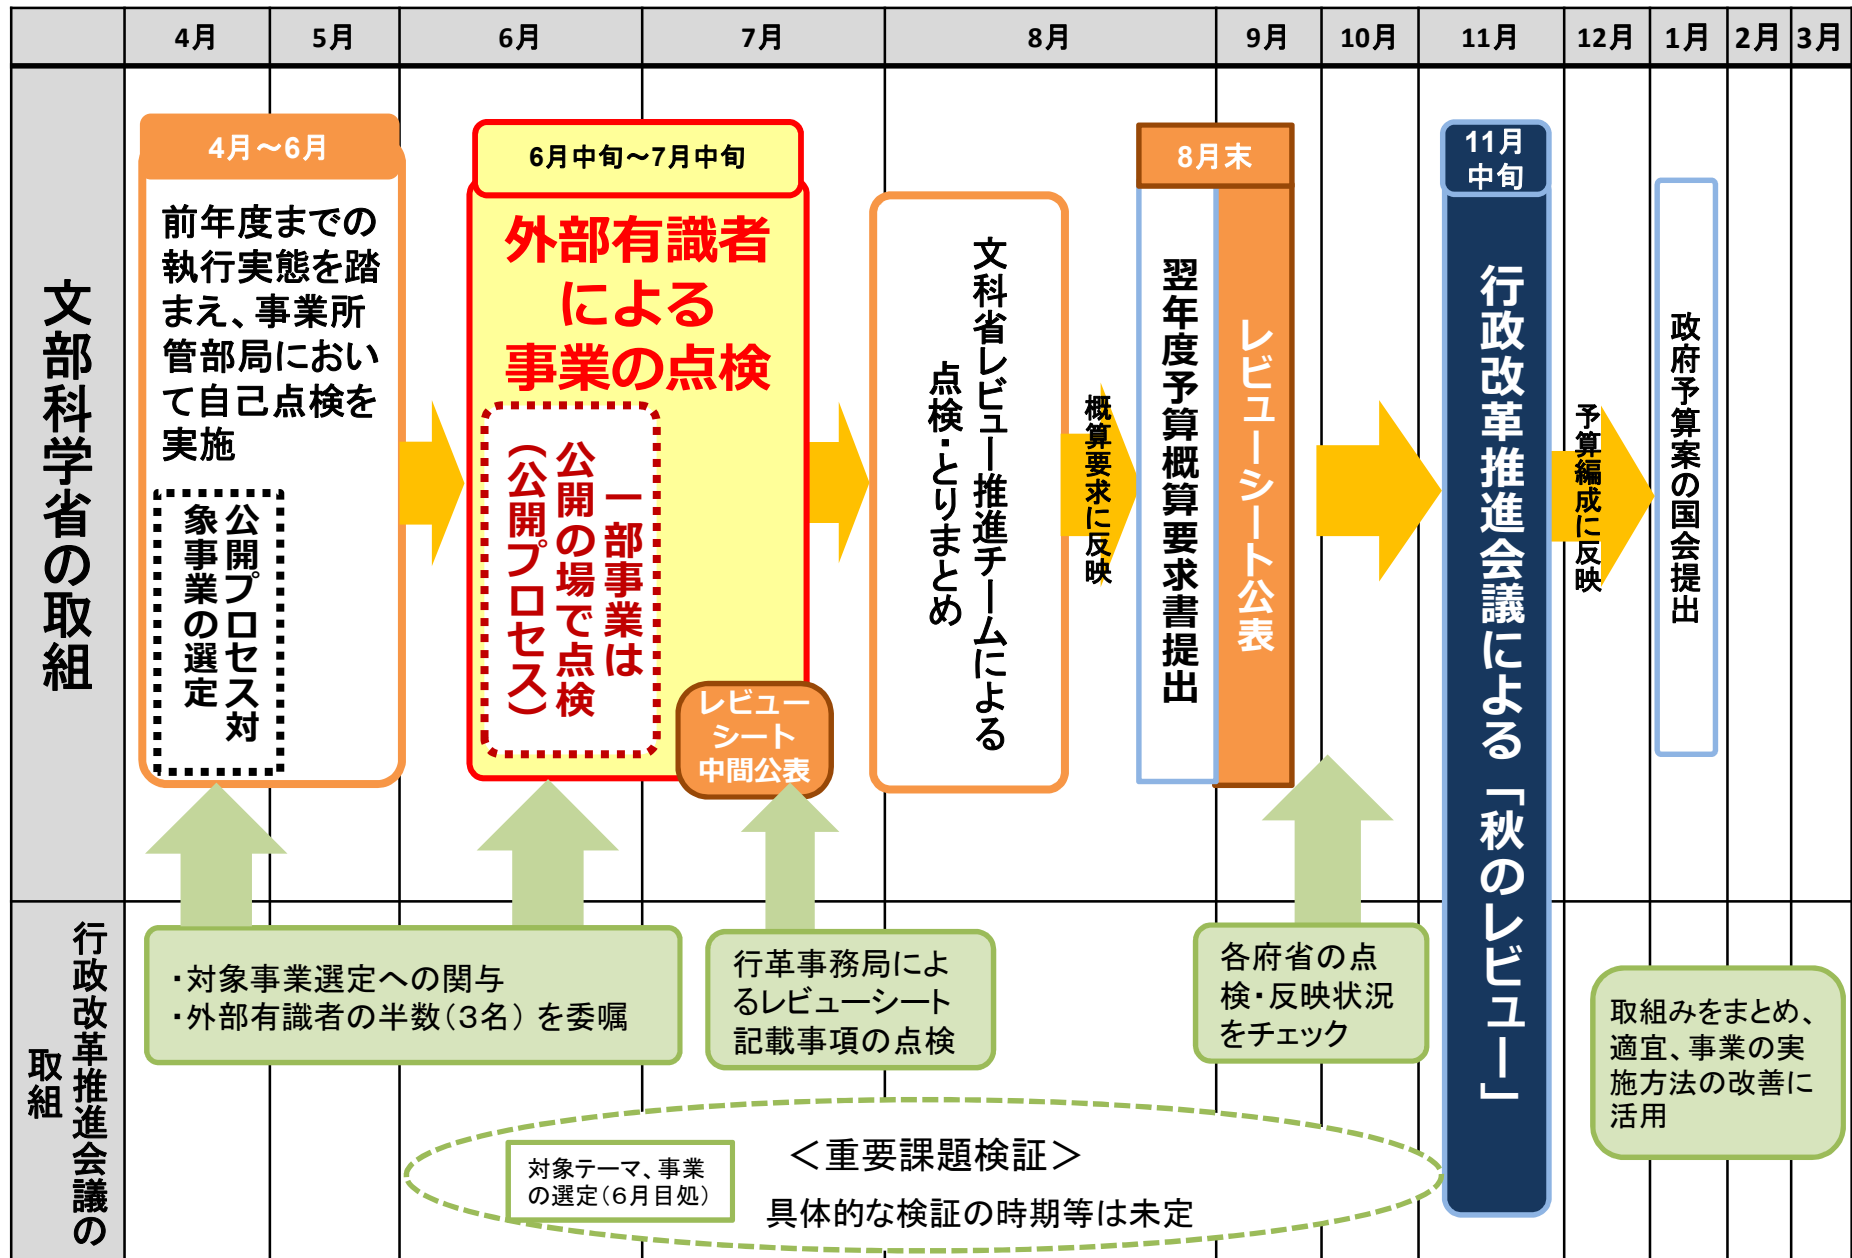 4月
5月
6月
7月
8月
9月
10月
11月
12月
1月
2月
3月
文部科学省の取組
4月～6月
前年度までの
執行実態を踏
まえ、事業所
管部局におい
て自己点検を
実施
公開プロセス対
象事業の選定
6月中旬～7月中旬
外部有識者
による
事業の点検
一部事業は
公開の場で点検
（公開プロセス）
レビュー
シート
中間公表
文科省レビュー推進チームによる
点検・とりまとめ
概算要求に反映
8月末
翌年度予算概算要求書提出
レビューシート公表
11月
中旬
行政改革推進会議による「秋のレビュー」
予算編成に反映
政府予算案の国会提出
行政改革推進会議の
取組
・対象事業選定への関与
・外部有識者の半数（3名）を委嘱
行革事務局によ
るレビューシート
記載事項の点検
各府省の点
検・反映状況
をチェック
取組みをまとめ、
適宜、事業の実
施方法の改善に
活用
対象テーマ、事業
の選定（6月目処）
＜重要課題検証＞
具体的な検証の時期等は未定